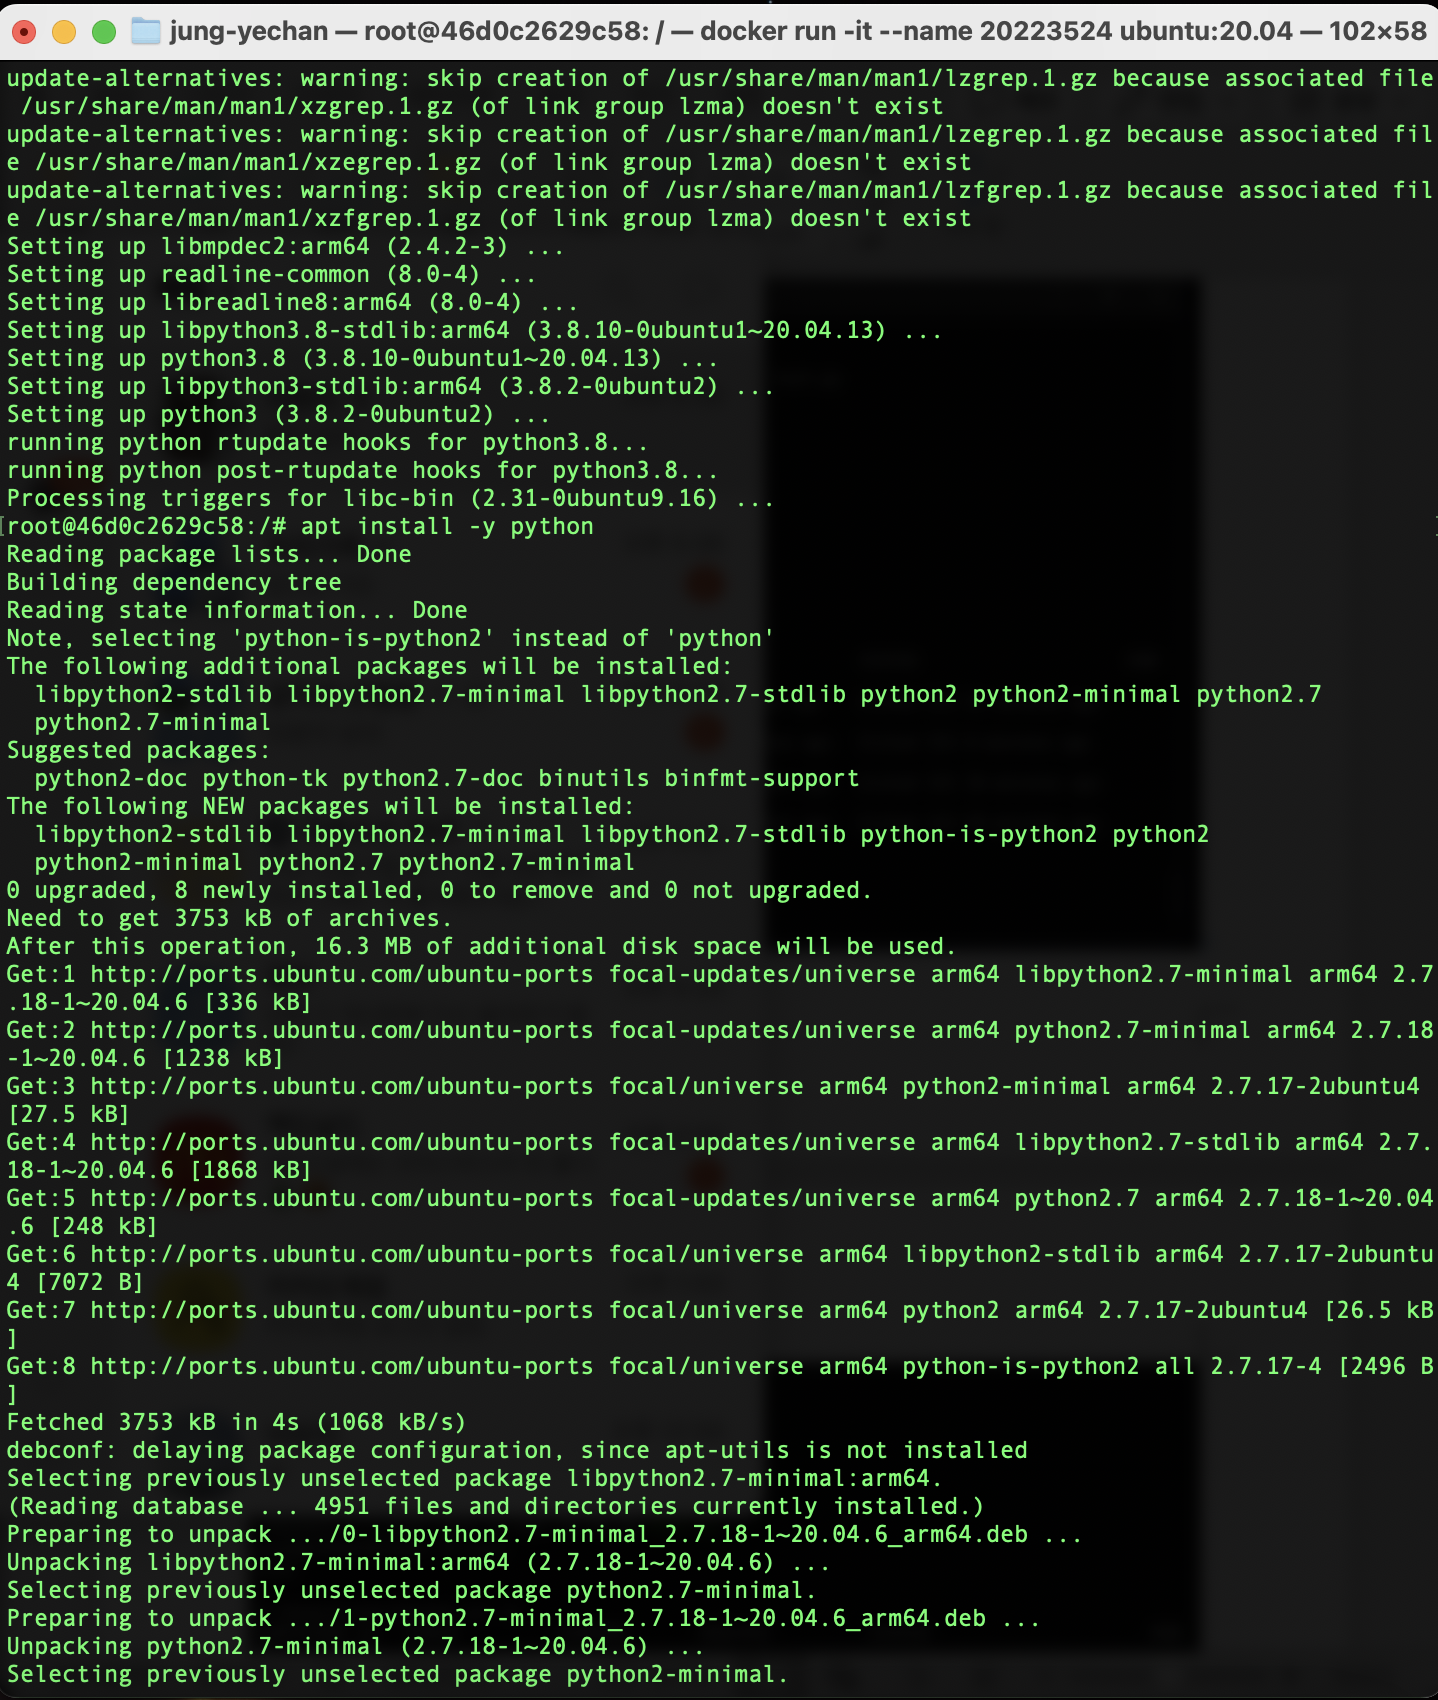 jung-yechan — root@46d0c2629c58: / — docker run -it --name 20223524 ubuntu:20.04 — 102×58
update-alternatives: warning: skip creation of /usr/share/man/man1/lzgrep.1.gz because associated file
 /usr/share/man/man1/xzgrep.1.gz (of link group lzma) doesn't exist
update-alternatives: warning: skip creation of /usr/share/man/man1/lzegrep.1.gz because associated fil
e /usr/share/man/man1/xzegrep.1.gz (of link group lzma) doesn't exist
update-alternatives: warning: skip creation of /usr/share/man/man1/lzfgrep.1.gz because associated fil
e /usr/share/man/man1/xzfgrep.1.gz (of link group lzma) doesn't exist
Setting up libmpdec2:arm64 (2.4.2-3) ...
Setting up readline-common (8.0-4) ...
Setting up libreadline8:arm64 (8.0-4) ...
Setting up libpython3.8-stdlib:arm64 (3.8.10-0ubuntu1~20.04.13) ...
Setting up python3.8 (3.8.10-0ubuntu1~20.04.13) ...
Setting up libpython3-stdlib:arm64 (3.8.2-0ubuntu2) ...
Setting up python3 (3.8.2-0ubuntu2) ...
running python rtupdate hooks for python3.8...
running python post-rtupdate hooks for python3.8...
Processing triggers for libc-bin (2.31-0ubuntu9.16) ...
[root@46d0c2629c58:/# apt install -y python
Reading package lists... Done
Building dependency tree
Reading state information... Done
Note, selecting 'python-is-python2' instead of 'python'
The following additional packages will be installed:
  libpython2-stdlib libpython2.7-minimal libpython2.7-stdlib python2 python2-minimal python2.7
  python2.7-minimal
Suggested packages:
  python2-doc python-tk python2.7-doc binutils binfmt-support
The following NEW packages will be installed:
  libpython2-stdlib libpython2.7-minimal libpython2.7-stdlib python-is-python2 python2
  python2-minimal python2.7 python2.7-minimal
0 upgraded, 8 newly installed, 0 to remove and 0 not upgraded.
Need to get 3753 kB of archives.
After this operation, 16.3 MB of additional disk space will be used.
Get:1 http://ports.ubuntu.com/ubuntu-ports focal-updates/universe arm64 libpython2.7-minimal arm64 2.7
.18-1~20.04.6 [336 kB]
Get:2 http://ports.ubuntu.com/ubuntu-ports focal-updates/universe arm64 python2.7-minimal arm64 2.7.18
-1~20.04.6 [1238 kB]
Get:3 http://ports.ubuntu.com/ubuntu-ports focal/universe arm64 python2-minimal arm64 2.7.17-2ubuntu4
[27.5 kB]
Get:4 http://ports.ubuntu.com/ubuntu-ports focal-updates/universe arm64 libpython2.7-stdlib arm64 2.7.
18-1~20.04.6 [1868 kB]
Get:5 http://ports.ubuntu.com/ubuntu-ports focal-updates/universe arm64 python2.7 arm64 2.7.18-1~20.04
.6 [248 kB]
Get:6 http://ports.ubuntu.com/ubuntu-ports focal/universe arm64 libpython2-stdlib arm64 2.7.17-2ubuntu
4 [7072 B]
Get:7 http://ports.ubuntu.com/ubuntu-ports focal/universe arm64 python2 arm64 2.7.17-2ubuntu4 [26.5 kB
]
Get:8 http://ports.ubuntu.com/ubuntu-ports focal/universe arm64 python-is-python2 all 2.7.17-4 [2496 B
]
Fetched 3753 kB in 4s (1068 kB/s)
debconf: delaying package configuration, since apt-utils is not installed
Selecting previously unselected package libpython2.7-minimal:arm64.
(Reading database ... 4951 files and directories currently installed.)
Preparing to unpack .../0-libpython2.7-minimal_2.7.18-1~20.04.6_arm64.deb ...
Unpacking libpython2.7-minimal:arm64 (2.7.18-1~20.04.6) ...
Selecting previously unselected package python2.7-minimal.
Preparing to unpack .../1-python2.7-minimal_2.7.18-1~20.04.6_arm64.deb ...
Unpacking python2.7-minimal (2.7.18-1~20.04.6) ...
Selecting previously unselected package python2-minimal.